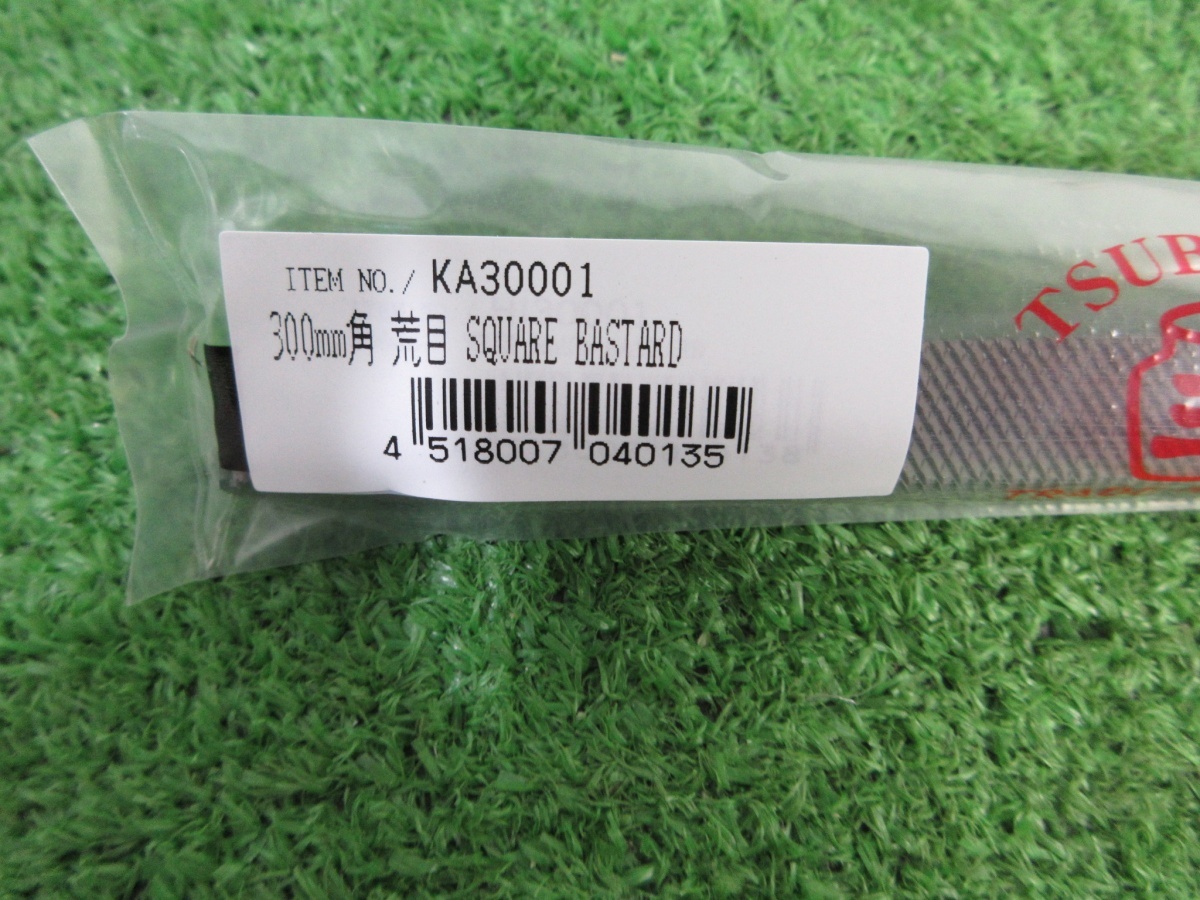 ITEM NO./ KA30001
300mm角 荒目 SQUARE BASTARD
4 518007 040135
TSUB